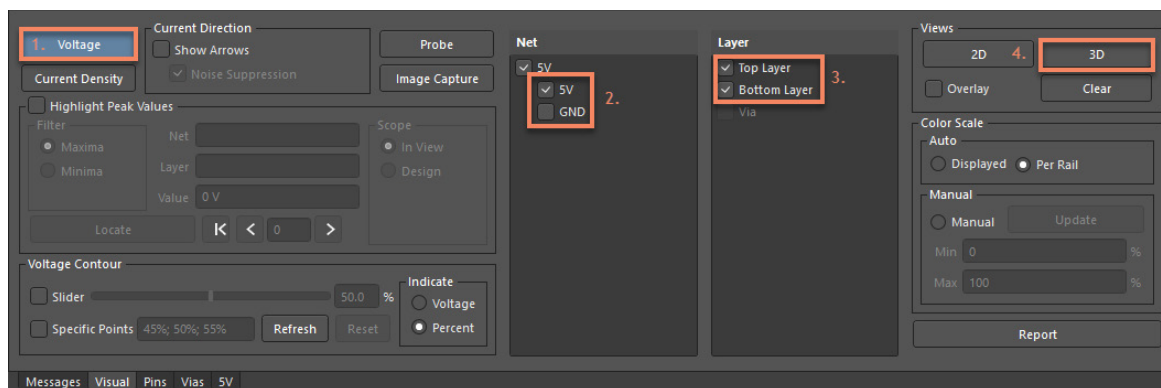 1. Voltage
Current Direction
Show Arrows
Noise Suppression
Probe
Current Density
Image Capture
Highlight Peak Values
Filter
Maxima
Minima
Net
Layer
Value 0 V
Scope
In View
Design
Locate
0
Voltage Contour
Slider
50.0 %
Specific Points 45%; 50%; 55%
Refresh
Reset
Indicate
Voltage
Percent
Net
5V
5V
GND
2.
Layer
Top Layer
Bottom Layer
Via
3.
Views
2D
4.
3D
Overlay
Clear
Color Scale
Auto
Displayed
Per Rail
Manual
Manual
Update
Min 0 %
Max 100 %
Report
Messages Visual Pins Vias 5V